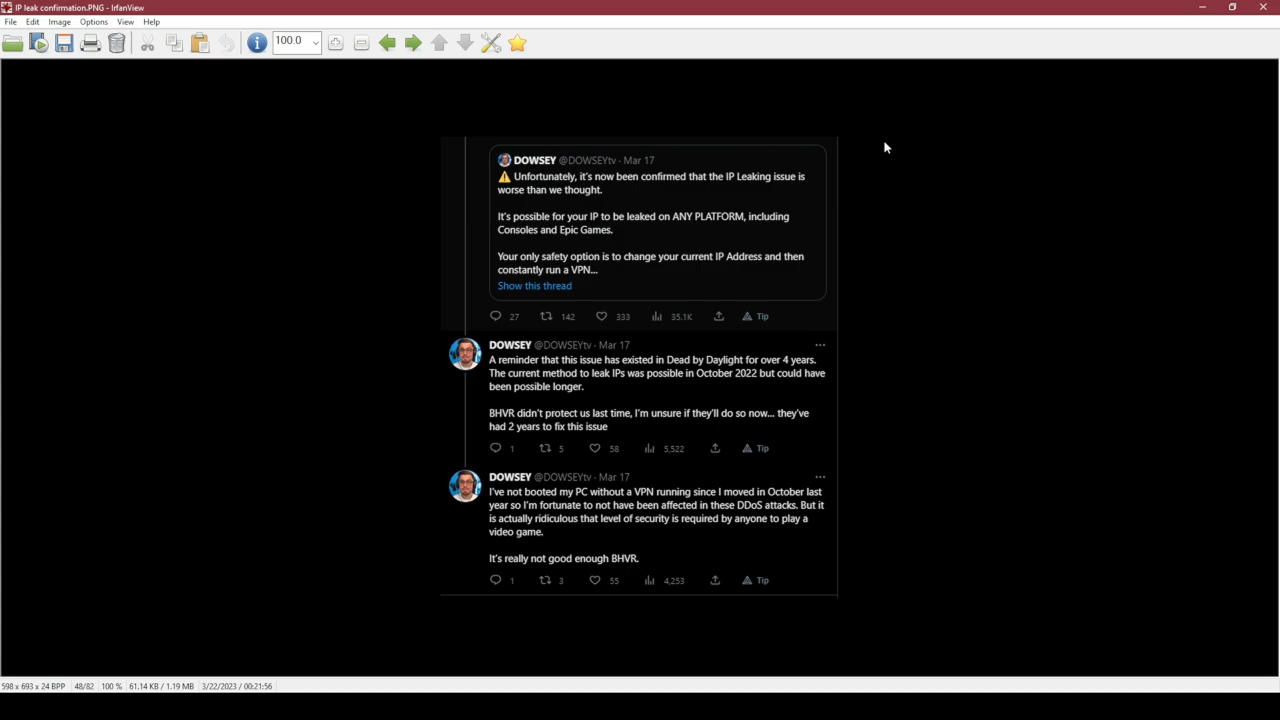 IP leak confirmation.PNG - IrfanView
File Edit Image Options View Help
100.0
DOWSEY @DOWSEYtv · Mar 17
⚠ Unfortunately, it's now been confirmed that the IP Leaking issue is
worse than we thought.
It's possible for your IP to be leaked on ANY PLATFORM, including
Consoles and Epic Games.
Your only safety option is to change your current IP Address and then
constantly run a VPN...
Show this thread
27 142 333 35.1K Tip
DOWSEY @DOWSEYtv · Mar 17 ...
A reminder that this issue has existed in Dead by Daylight for over 4 years.
The current method to leak IPs was possible in October 2022 but could have
been possible longer.
BHVR didn't protect us last time, I'm unsure if they'll do so now... they've
had 2 years to fix this issue
1 5 58 5,522 Tip
DOWSEY @DOWSEYtv · Mar 17 ...
I've not booted my PC without a VPN running since I moved in October last
year so I'm fortunate to not have been affected in these DDoS attacks. But it
is actually ridiculous that level of security is required by anyone to play a
video game.
It's really not good enough BHVR.
1 3 55 4,253 Tip
598 x 693 x 24 BPP 48/82 100 % 61.14 KB / 1.19 MB 3/22/2023 / 00:21:56